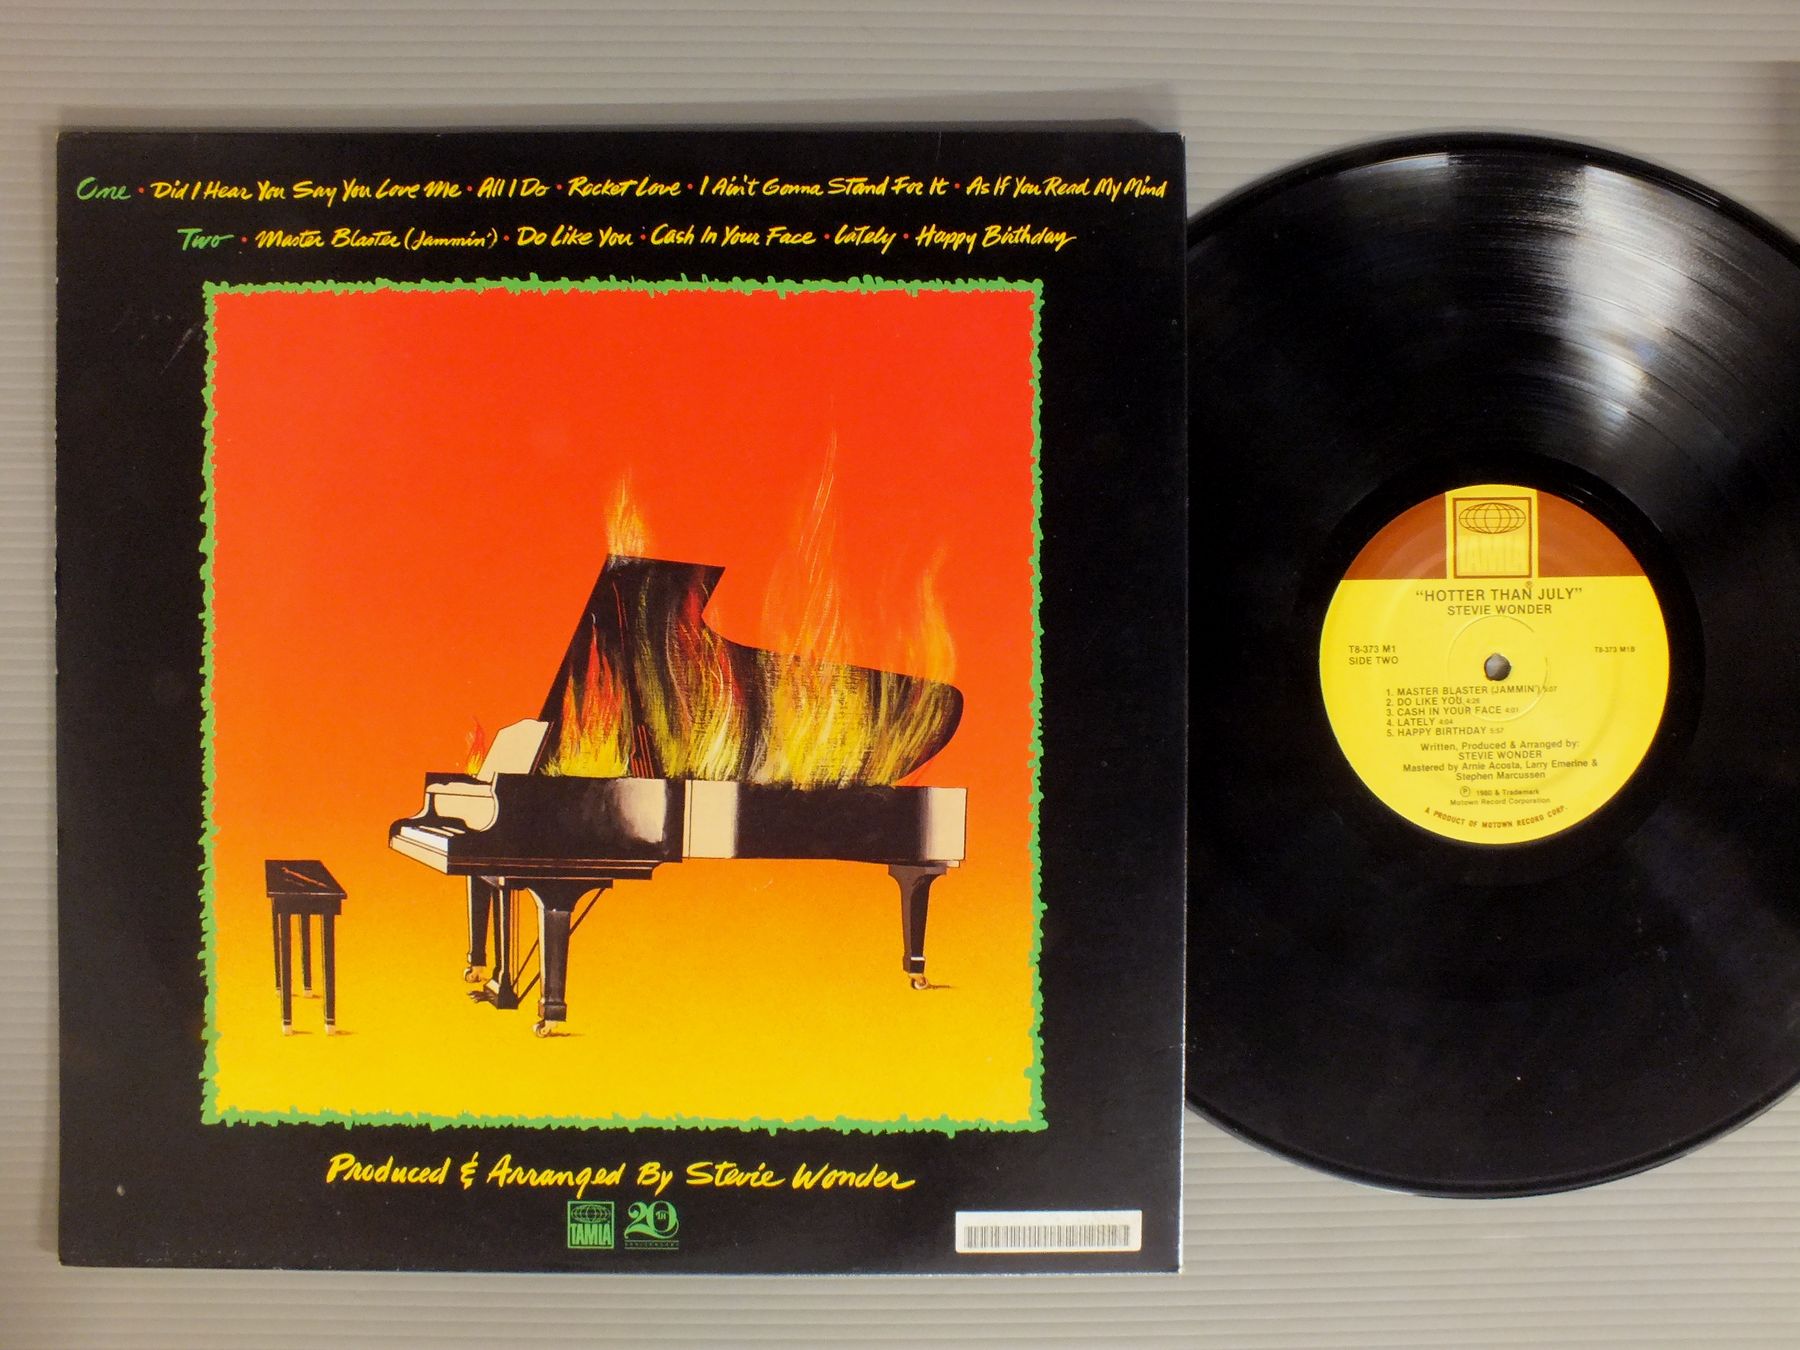 One • Did I Hear You Say You Love Me • All I Do • Rocket Love • I Ain't Gonna Stand For It • As If You Read My Mind
Two • Master Blaster (Jammin') • Do Like You • Cash In Your Face • Lately • Happy Birthday
Produced & Arranged By Stevie Wonder
TAMLA
20TH
ANNIVERSARY
TAMLA
®
"HOTTER THAN JULY"
STEVIE WONDER
T8-373 M1
SIDE TWO
T8-373 M1B
1. MASTER BLASTER (JAMMIN') 5:07
2. DO LIKE YOU 4:26
3. CASH IN YOUR FACE 4:01
4. LATELY 4:04
5. HAPPY BIRTHDAY 5:57
Written, Produced & Arranged by:
STEVIE WONDER
Mastered by Arnie Acosta, Larry Emerine &
Stephen Marcussen
℗ 1980 & Trademark
Motown Record Corporation
A PRODUCT OF MOTOWN RECORD CORP.